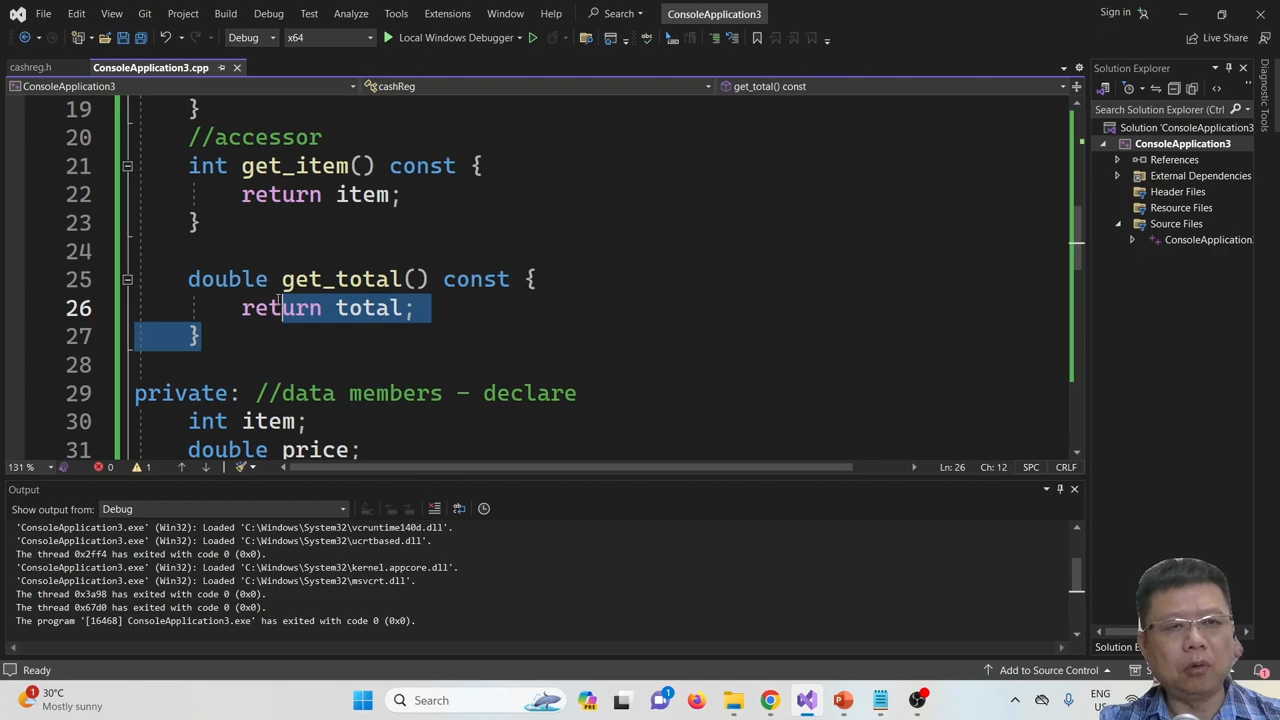 File Edit View Git Project Build Debug Test Analyze Tools Extensions Window Help Search ConsoleApplication3 Sign in
Debug x64 Local Windows Debugger Live Share
cashreg.h ConsoleApplication3.cpp
ConsoleApplication3 cashReg get_total() const
19 }
20 //accessor
21 int get_item() const {
22 return item;
23 }
24
25 double get_total() const {
26 return total;
27 }
28
29 private: //data members - declare
30 int item;
31 double price;
131 % 0 1 Ln: 26 Ch: 12 SPC CRLF
Output
Show output from: Debug
'ConsoleApplication3.exe' (Win32): Loaded 'C:\Windows\System32\vcruntime140d.dll'.
'ConsoleApplication3.exe' (Win32): Loaded 'C:\Windows\System32\ucrtbased.dll'.
The thread 0x2ff4 has exited with code 0 (0x0).
'ConsoleApplication3.exe' (Win32): Loaded 'C:\Windows\System32\kernel.appcore.dll'.
'ConsoleApplication3.exe' (Win32): Loaded 'C:\Windows\System32\msvcrt.dll'.
The thread 0x3a98 has exited with code 0 (0x0).
The thread 0x67d0 has exited with code 0 (0x0).
The program '[16468] ConsoleApplication3.exe' has exited with code 0 (0x0).
Solution Explorer
Search Solution Explorer (Ctrl
Solution 'ConsoleApplication3'
ConsoleApplication3
References
External Dependencies
Header Files
Resource Files
Source Files
ConsoleApplication.
Diagnostic Tools
Solution E
Ready Add to Source Control
1 30°C
Mostly sunny
Search
PRE
1
ENG